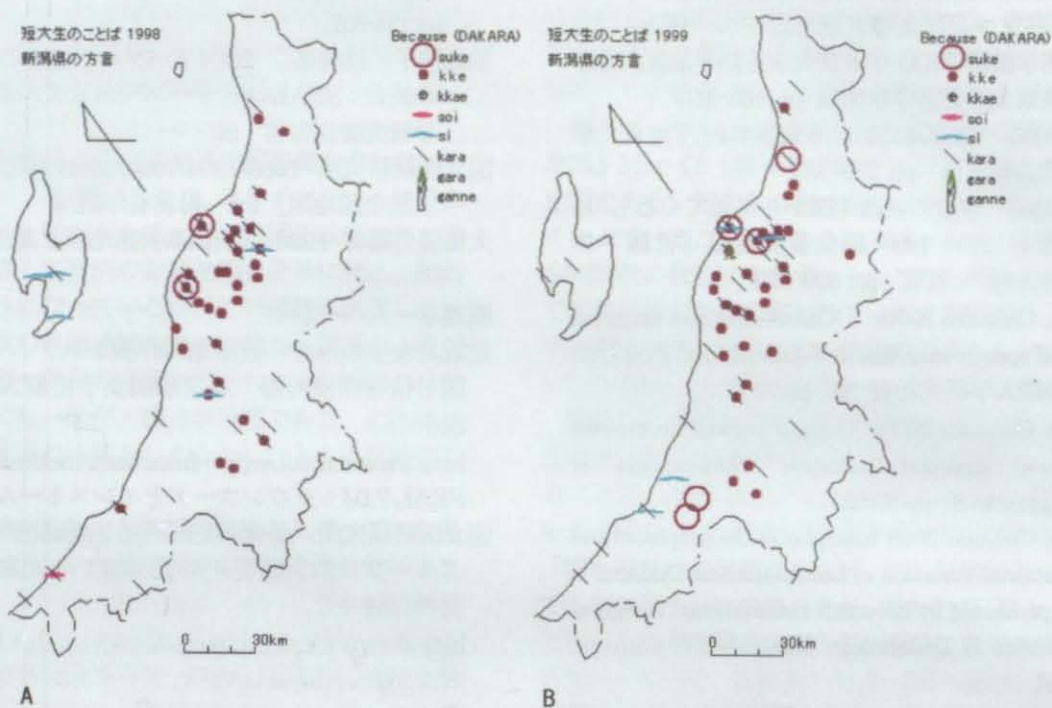 短大生のことば 1998
新潟県の方言
Because (DAKARA)
suke
kke
kkae
soi
si
kara
gara
ganne
0 30km
A
短大生のことば 1999
新潟県の方言
Because (DAKARA)
suke
kke
kkae
soi
si
kara
gara
ganne
0 30km
B